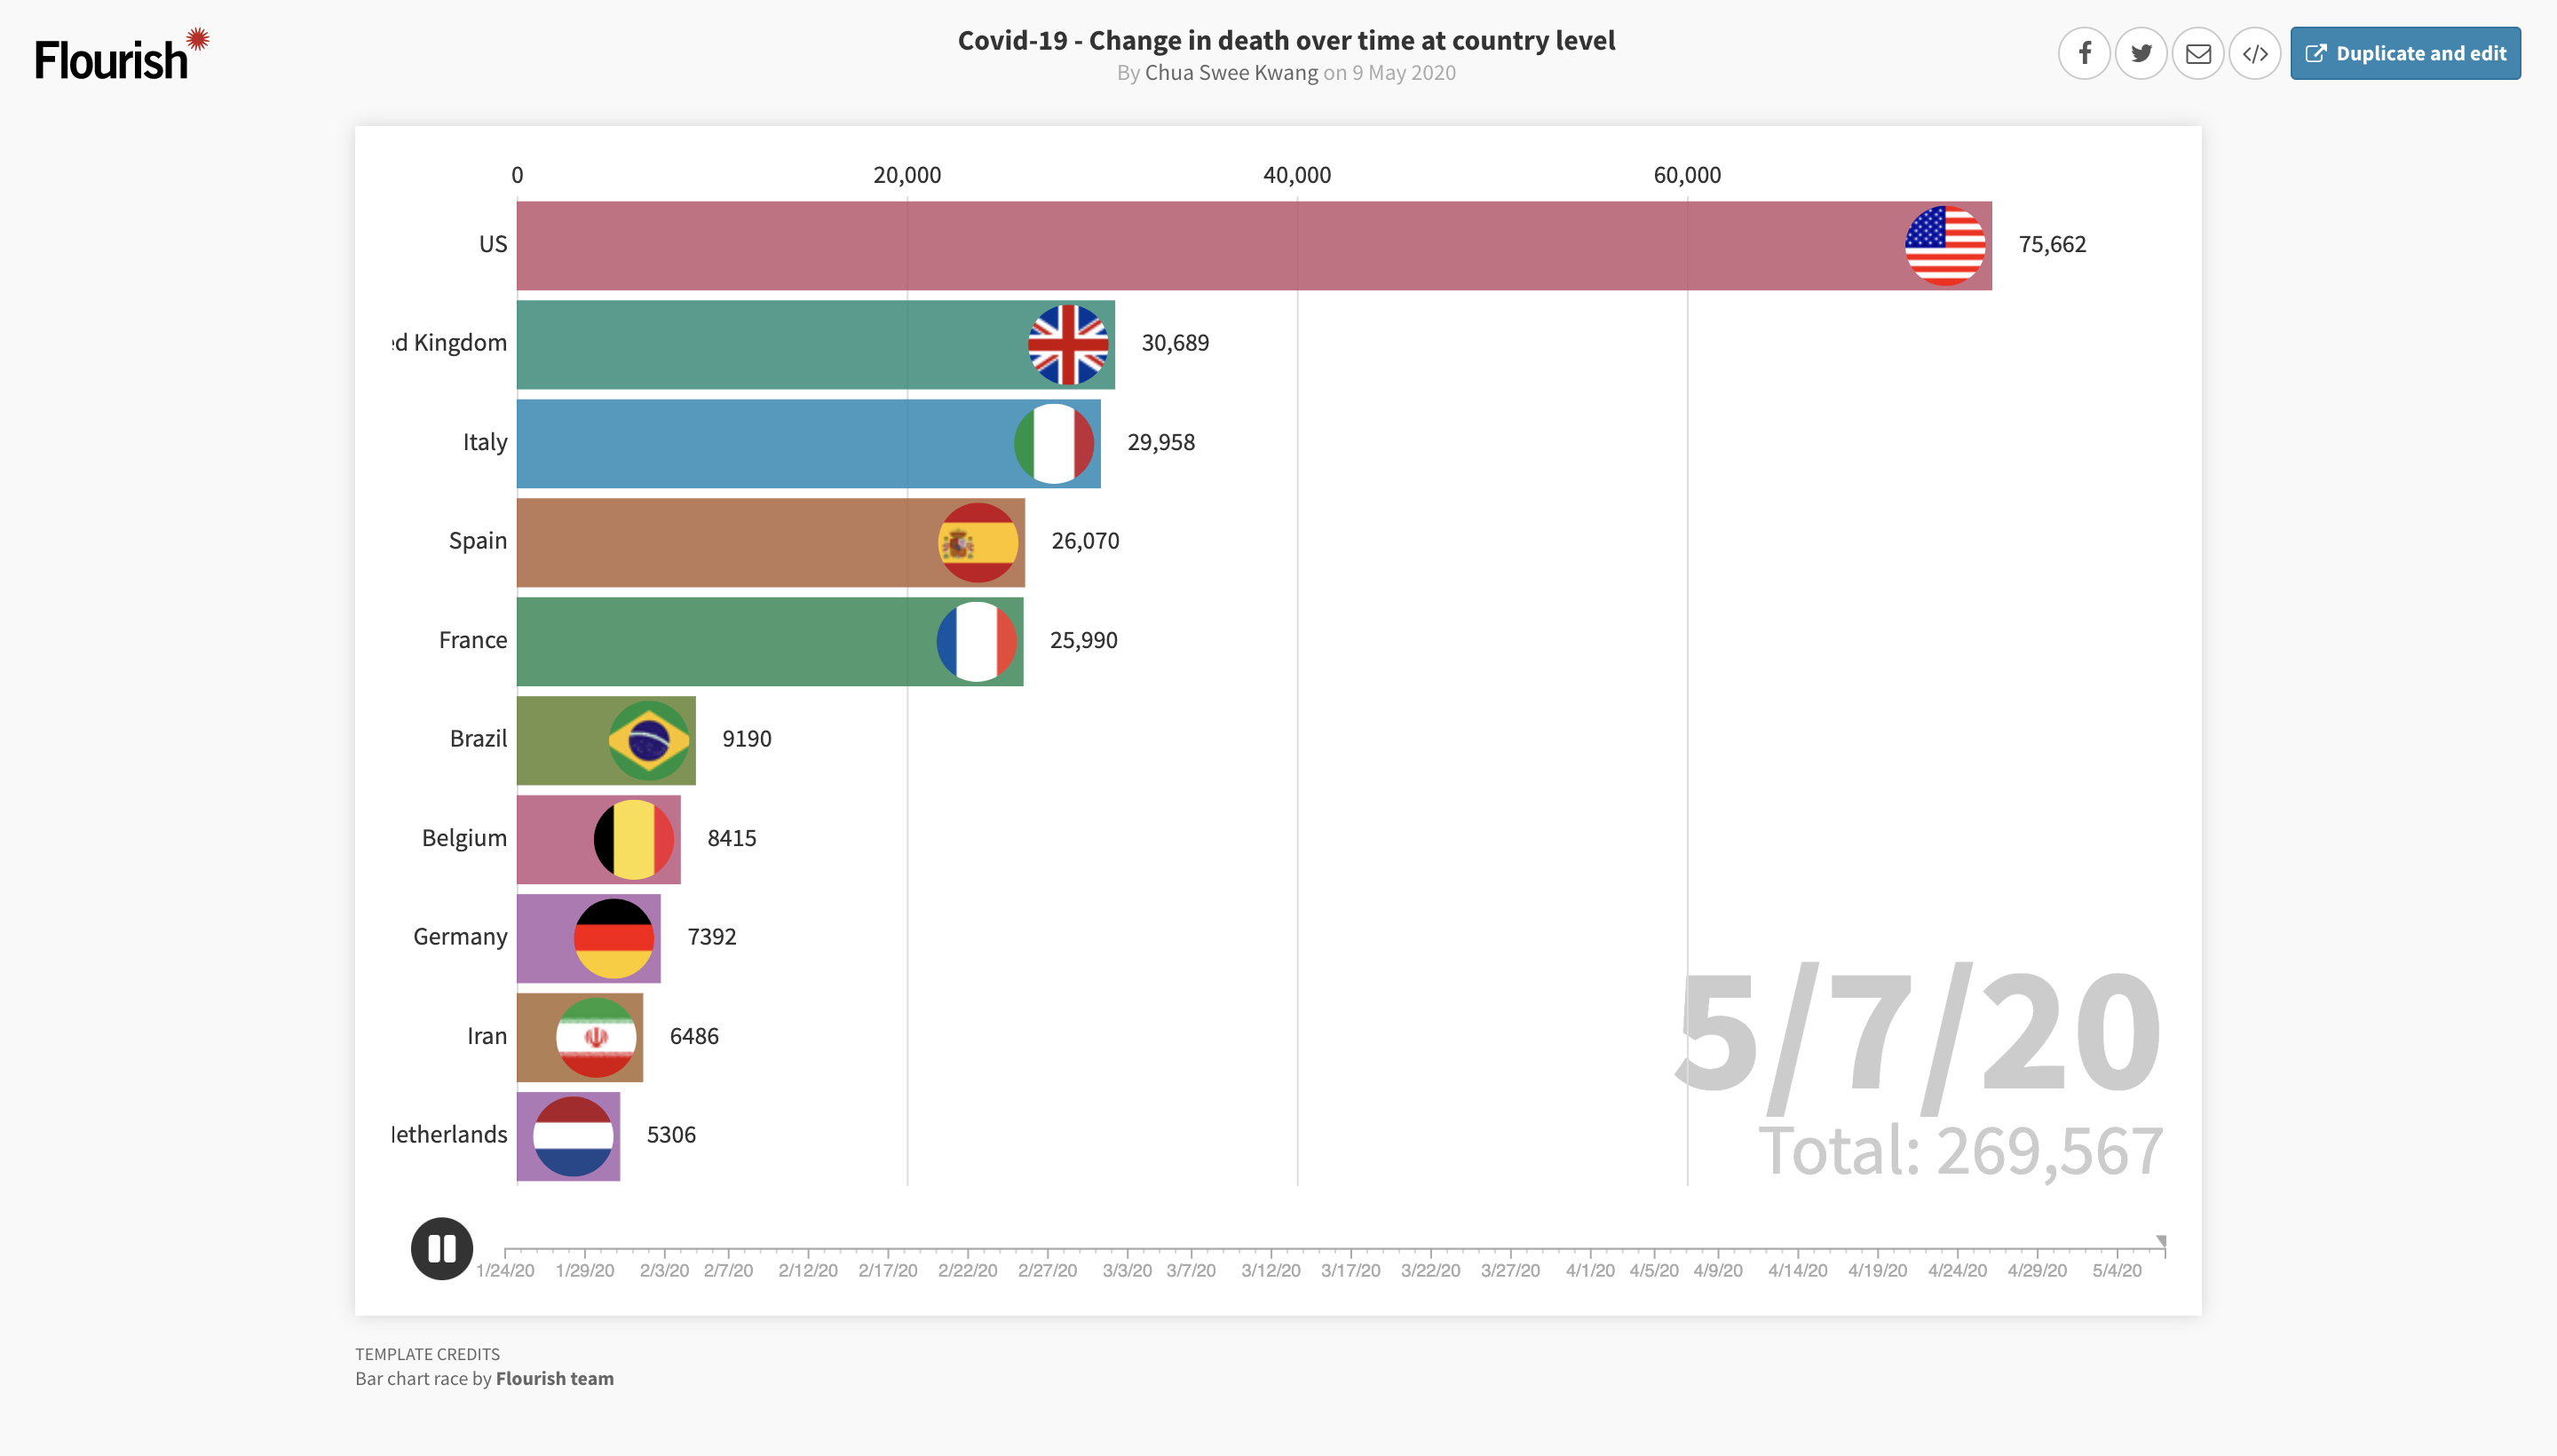 Flourish
Covid-19 - Change in death over time at country level
By Chua Swee Kwang on 9 May 2020
Duplicate and edit
0 20,000 40,000 60,000
US 75,662
ed Kingdom 30,689
Italy 29,958
Spain 26,070
France 25,990
Brazil 9190
Belgium 8415
Germany 7392
Iran 6486
etherlands 5306
5/7/20
Total: 269,567
1/24/20 1/29/20 2/3/20 2/7/20 2/12/20 2/17/20 2/22/20 2/27/20 3/3/20 3/7/20 3/12/20 3/17/20 3/22/20 3/27/20 4/1/20 4/5/20 4/9/20 4/14/20 4/19/20 4/24/20 4/29/20 5/4/20
TEMPLATE CREDITS
Bar chart race by Flourish team